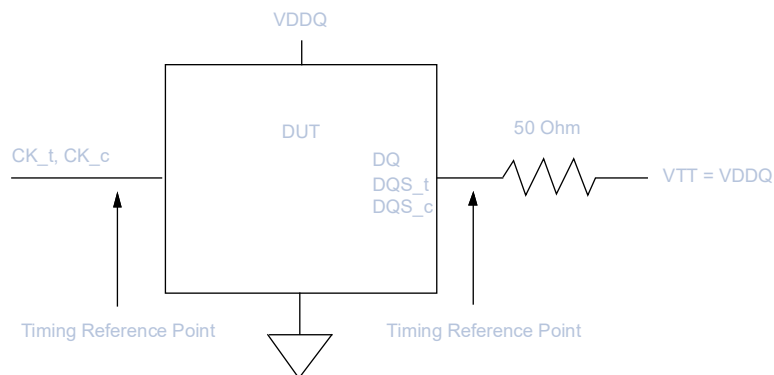 VDDQ
DUT
50 Ohm
CK_t, CK_c
DQ
VTT = VDDQ
DQS_t
DQS_c
Timing Reference Point
Timing Reference Point